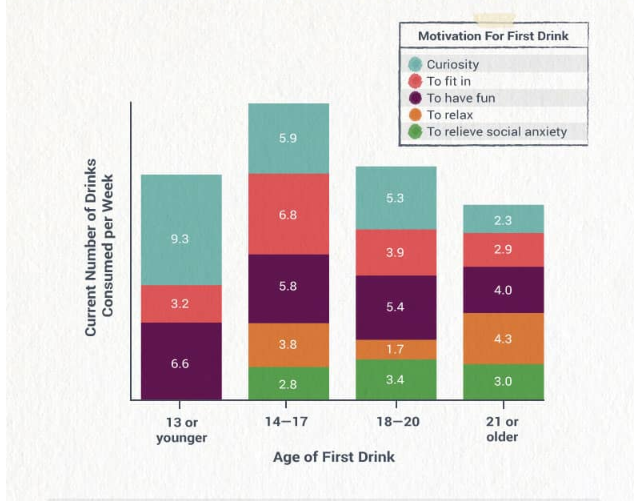 Motivation For First Drink
Curiosity
To fit in
To have fun
To relax
To relieve social anxiety
Current Number of Drinks
Consumed per Week
9.3
3.2
6.6
5.9
6.8
5.8
3.8
2.8
5.3
3.9
5.4
1.7
3.4
2.3
2.9
4.0
4.3
3.0
13 or
younger
14–17
18–20
21 or
older
Age of First Drink